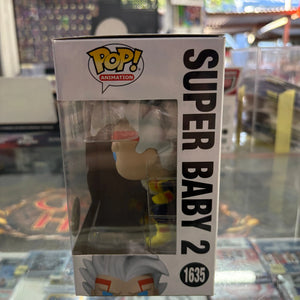 POP!
ANIMATION
SUPER BABY 2
1635